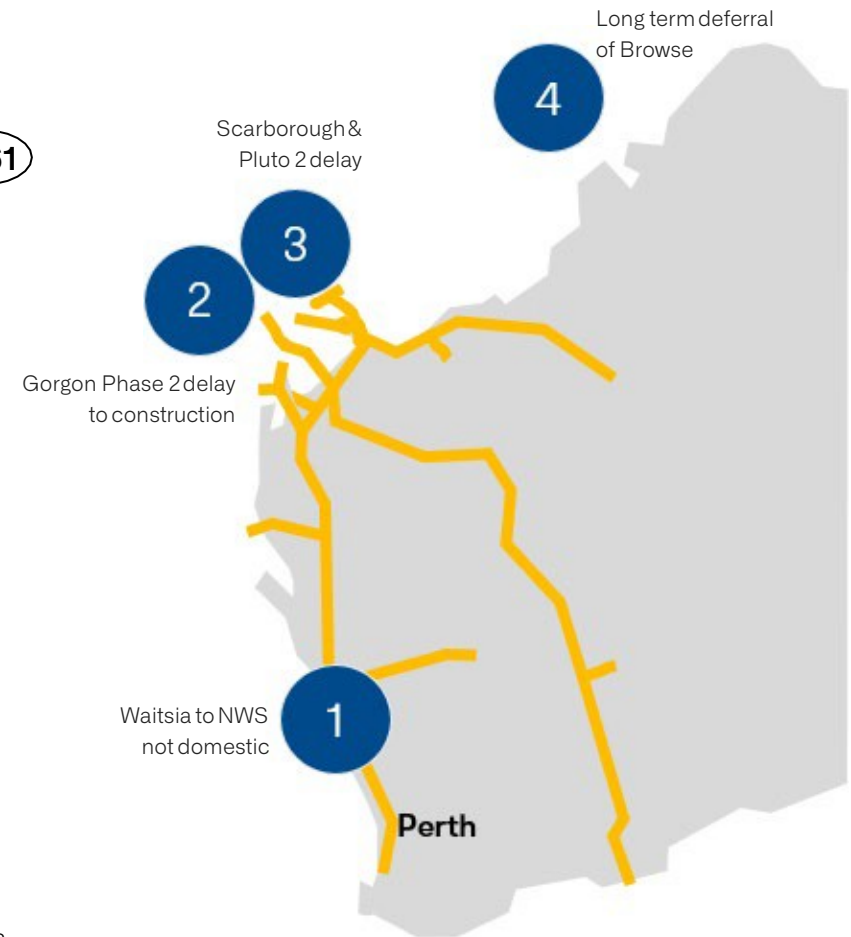 Long term deferral
of Browse
4
Scarborough &
Pluto 2 delay
3
2
Gorgon Phase 2 delay
to construction
Waitsia to NWS
not domestic
1
Perth